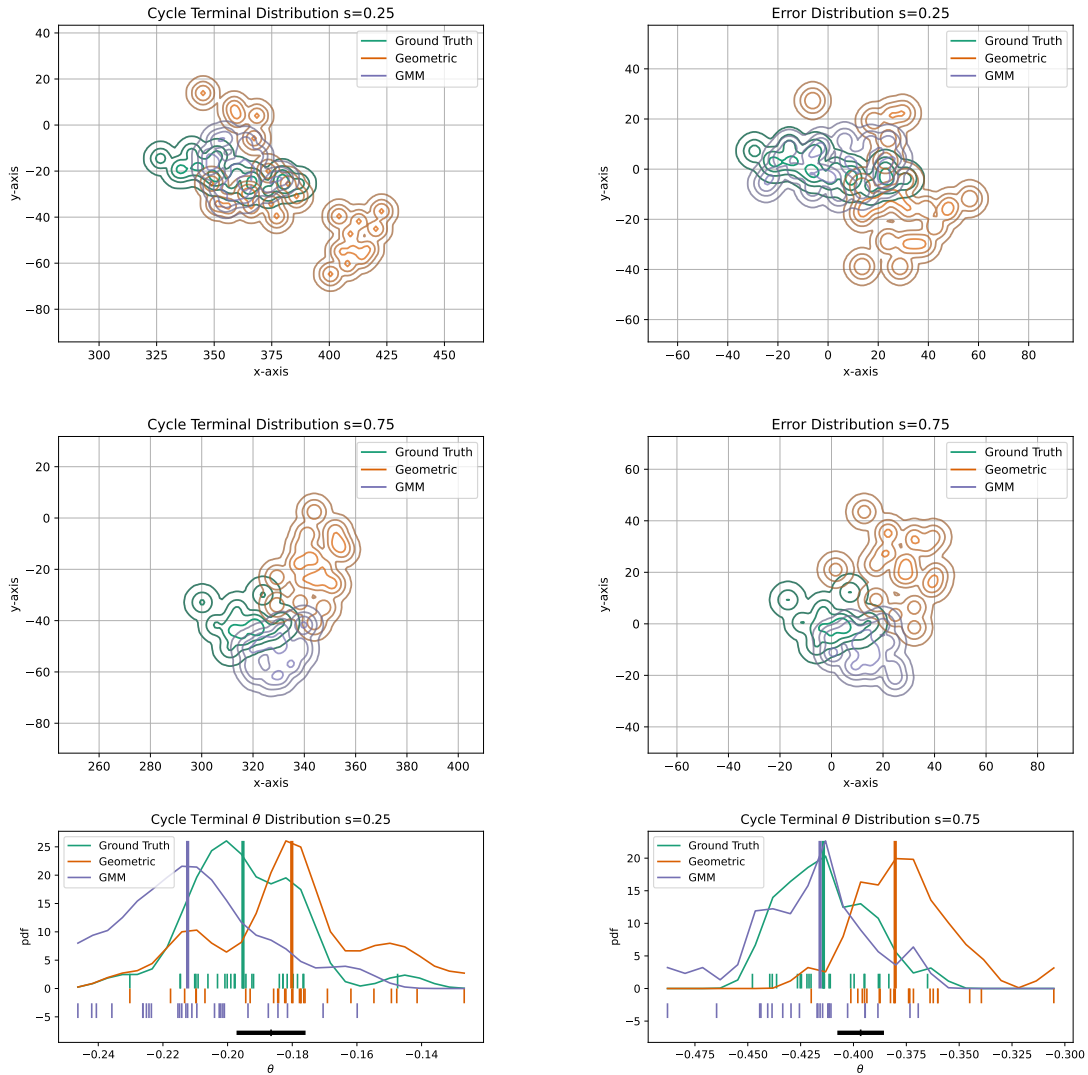 Cycle Terminal Distribution s=0.25
40
20
0
−20
−40
−60
−80
y-axis
300 325 350 375 400 425 450
x-axis
Ground Truth
Geometric
GMM
Error Distribution s=0.25
40
20
0
−20
−40
−60
y-axis
−60 −40 −20 0 20 40 60 80
x-axis
Ground Truth
Geometric
GMM
Cycle Terminal Distribution s=0.75
20
0
−20
−40
−60
−80
y-axis
260 280 300 320 340 360 380 400
x-axis
Ground Truth
Geometric
GMM
Error Distribution s=0.75
60
40
20
0
−20
−40
y-axis
−60 −40 −20 0 20 40 60 80
x-axis
Ground Truth
Geometric
GMM
Cycle Terminal θ Distribution s=0.25
25
20
15
10
5
0
−5
pdf
−0.24 −0.22 −0.20 −0.18 −0.16 −0.14
θ
Ground Truth
Geometric
GMM
Cycle Terminal θ Distribution s=0.75
20
15
10
5
0
−5
pdf
−0.475 −0.450 −0.425 −0.400 −0.375 −0.350 −0.325 −0.300
θ
Ground Truth
Geometric
GMM